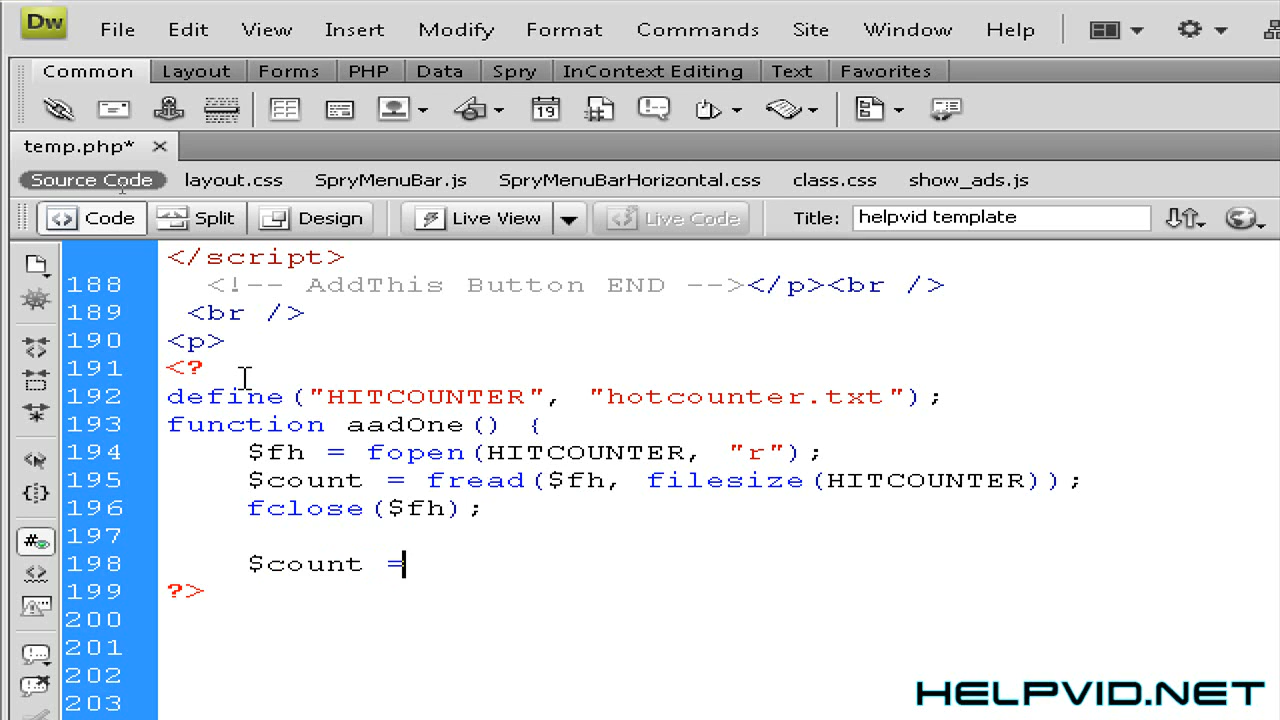 Dw File Edit View Insert Modify Format Commands Site Window Help
Common Layout Forms PHP Data Spry InContext Editing Text Favorites
19
temp.php*
Source Code layout.css SpryMenuBar.js SpryMenuBarHorizontal.css class.css show_ads.js
Code Split Design Live View Live Code Title: helpvid template
</script>
188 <!-- AddThis Button END --></p><br />
189 <br />
190 <p>
191 <?
192 define("HITCOUNTER", "hotcounter.txt");
193 function aadOne() {
194 $fh = fopen(HITCOUNTER, "r");
195 $count = fread($fh, filesize(HITCOUNTER));
196 fclose($fh);
197
198 $count =
199 ?>
200
201
202
203
HELPVID.NET